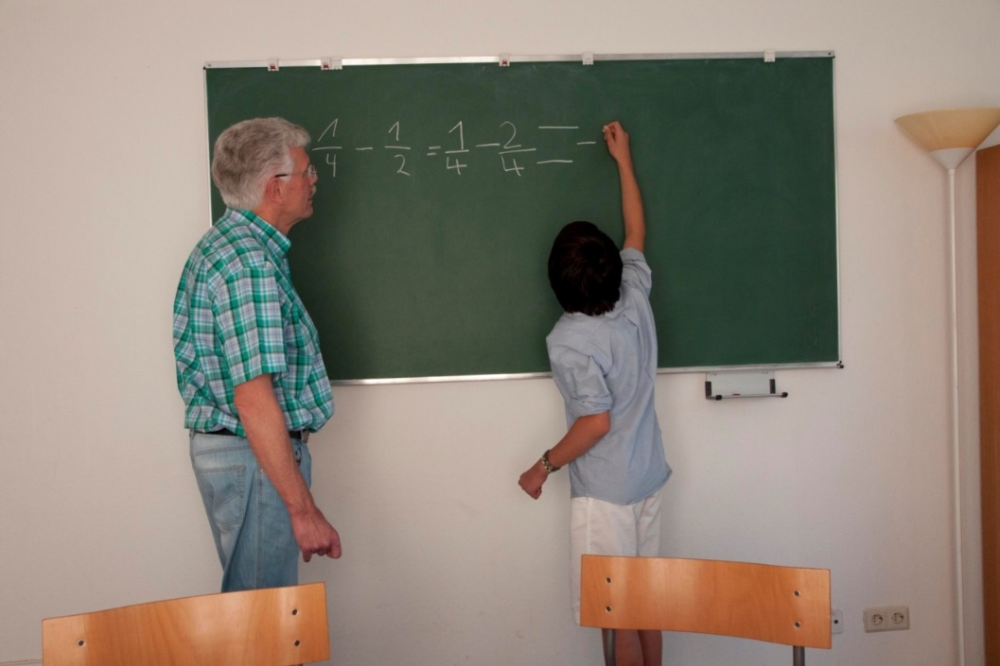 1/4 - 1/2 = 1/4 - 2/4 = -